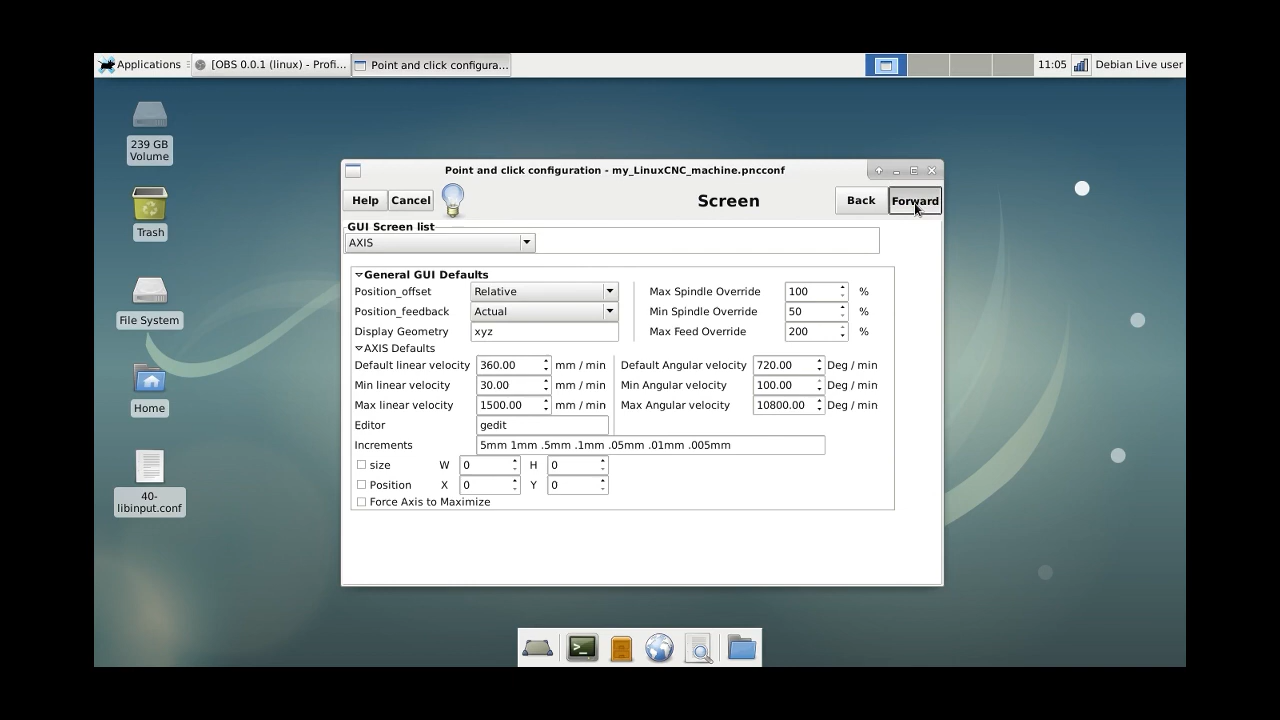 Applications
[OBS 0.0.1 (linux) - Profi...
Point and click configura...
11:05
Debian Live user
239 GB
Volume
Trash
File System
Home
40-
libinput.conf
Point and click configuration - my_LinuxCNC_machine.pncconf
Help Cancel Screen Back Forward
GUI Screen list
AXIS
General GUI Defaults
Position_offset Relative Max Spindle Override 100 %
Position_feedback Actual Min Spindle Override 50 %
Display Geometry xyz Max Feed Override 200 %
AXIS Defaults
Default linear velocity 360.00 mm / min Default Angular velocity 720.00 Deg / min
Min linear velocity 30.00 mm / min Min Angular velocity 100.00 Deg / min
Max linear velocity 1500.00 mm / min Max Angular velocity 10800.00 Deg / min
Editor gedit
Increments 5mm 1mm .5mm .1mm .05mm .01mm .005mm
size W 0 H 0
Position X 0 Y 0
Force Axis to Maximize
>_